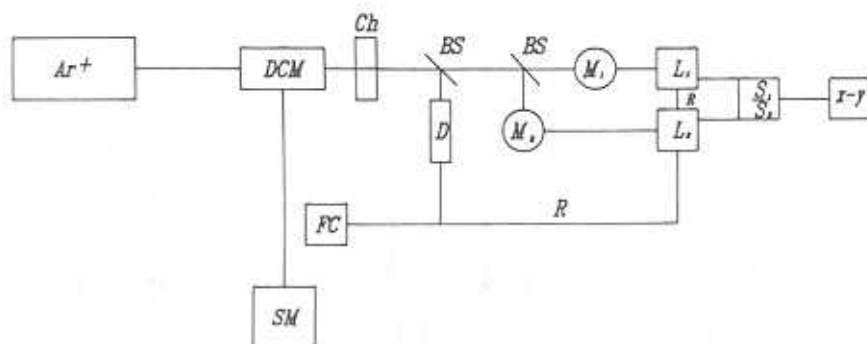 Ch
BS
BS
Ar+
DCM
M₁
L₁
R
S₁
S₂
x-y
D
M₂
L₂
FC
R
SM